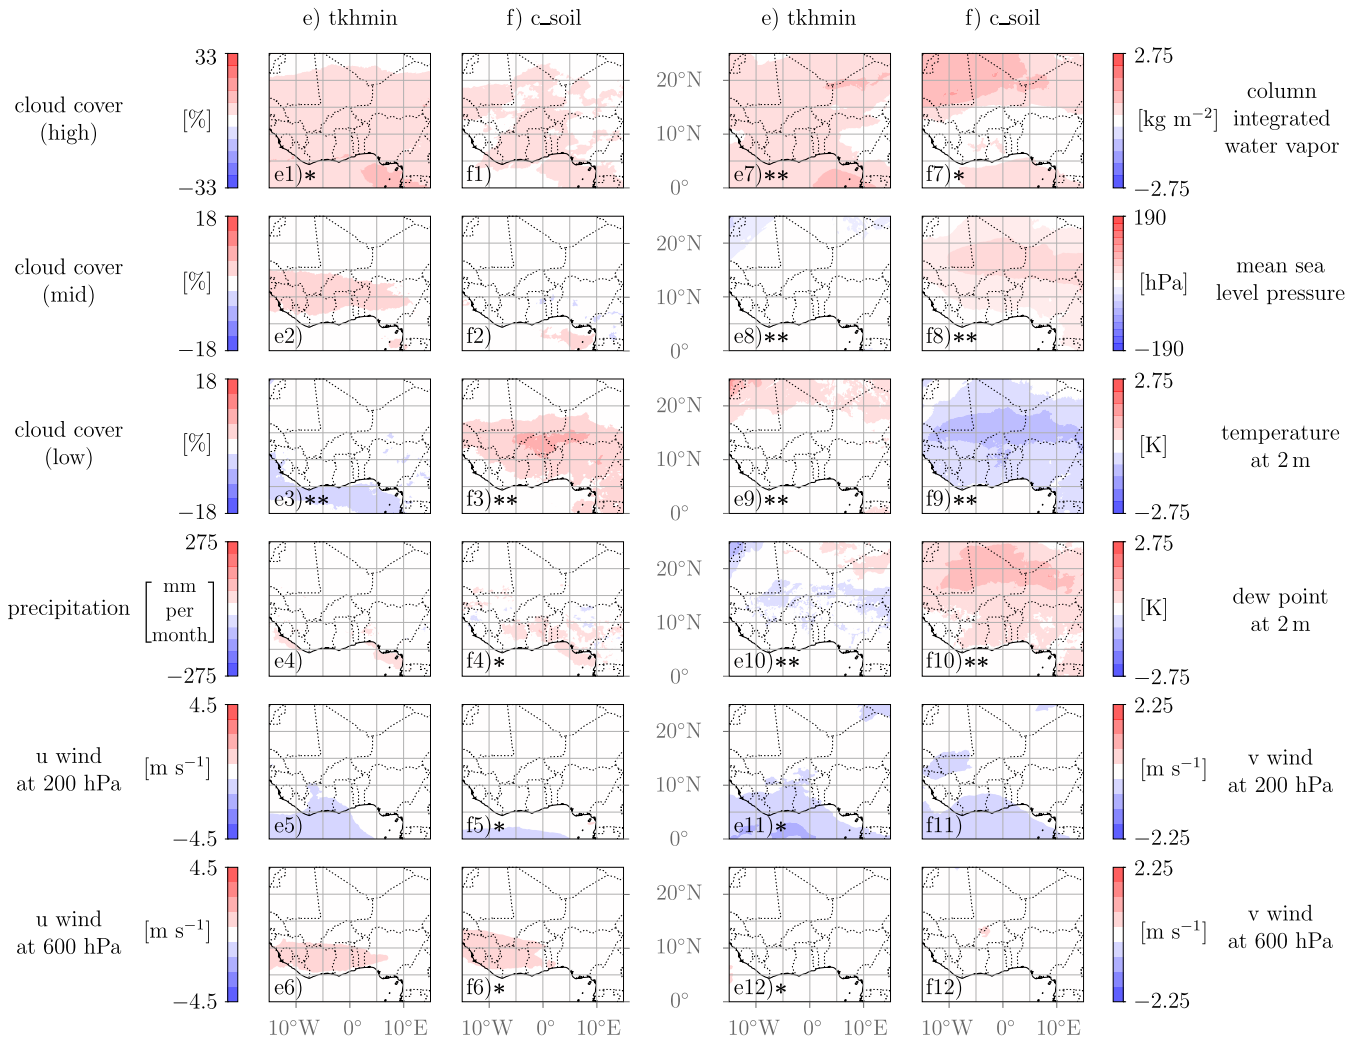 e) tkhmin
f) c_soil
e) tkhmin
f) c_soil
cloud cover
(high)
33
[%]
−33
e1)*
f1)
20°N
10°N
0°
e7)**
f7)*
2.75
[kg m−2]
−2.75
column
integrated
water vapor
cloud cover
(mid)
18
[%]
−18
e2)
f2)
20°N
10°N
0°
e8)**
f8)**
190
[hPa]
−190
mean sea
level pressure
cloud cover
(low)
18
[%]
−18
e3)**
f3)**
20°N
10°N
0°
e9)**
f9)**
2.75
[K]
−2.75
temperature
at 2 m
precipitation
275
[mm
per
month]
−275
e4)
f4)*
20°N
10°N
0°
e10)**
f10)**
2.75
[K]
−2.75
dew point
at 2 m
u wind
at 200 hPa
4.5
[m s−1]
−4.5
e5)
f5)*
20°N
10°N
0°
e11)*
f11)
2.25
[m s−1]
−2.25
v wind
at 200 hPa
u wind
at 600 hPa
4.5
[m s−1]
−4.5
e6)
f6)*
20°N
10°N
0°
e12)*
f12)
2.25
[m s−1]
−2.25
v wind
at 600 hPa
10°W 0° 10°E
10°W 0° 10°E
10°W 0° 10°E
10°W 0° 10°E